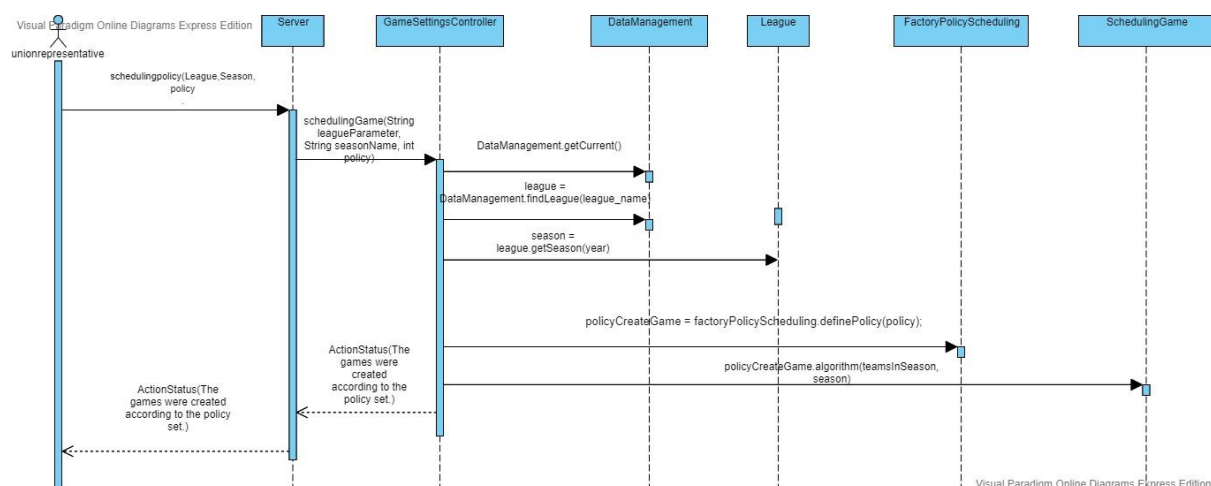 Visual Paradigm Online Diagrams Express Edition
Server
GameSettingsController
DataManagement
League
FactoryPolicyScheduling
SchedulingGame
unionrepresentative
schedulingpolicy(League,Season,
policy
.
schedulingGame(String
leagueParameter,
String seasonName, int
policy)
DataManagement.getCurrent()
league =
DataManagement.findLeague(league_name)
season =
league.getSeason(year)
policyCreateGame = factoryPolicyScheduling.definePolicy(policy);
policyCreateGame.algorithm(teamsInSeason,
season)
ActionStatus(The
games were
created
according to the
policy set.)
ActionStatus(The
games were created
according to the policy
set.)
Visual Paradigm Online Diagrams Express Edition